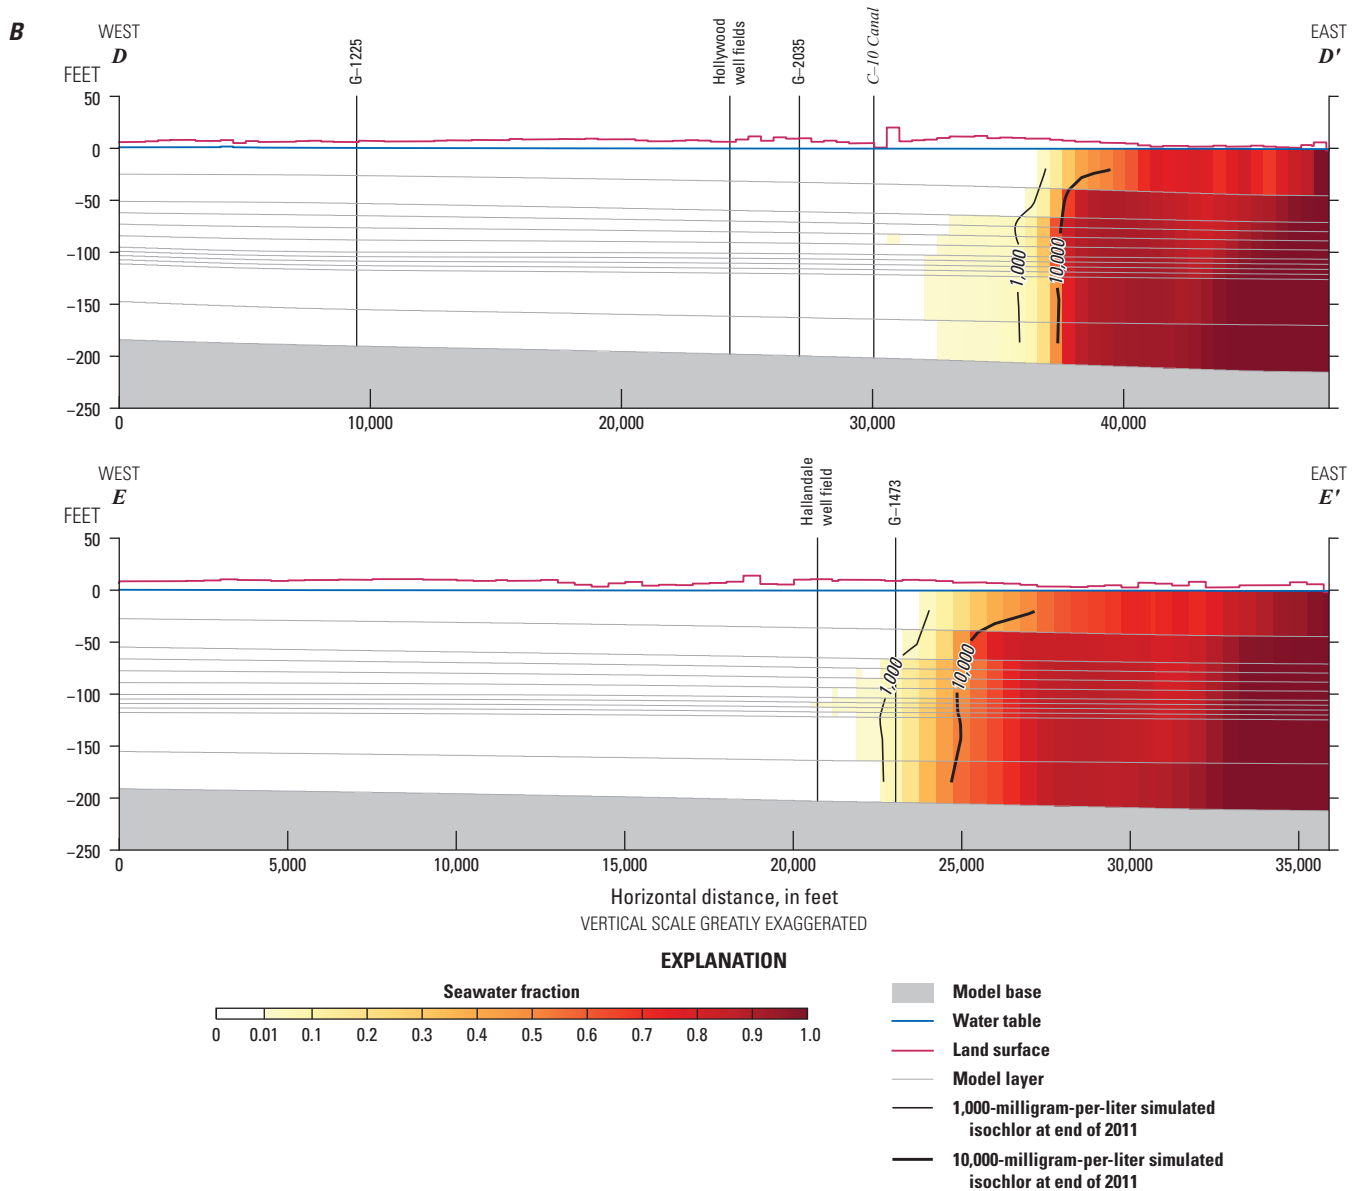 B
WEST
D
EAST
D'
G–1225
Hollywood
well fields
G–2035
C–10 Canal
FEET
50
0
–50
–100
–150
–200
–250
1,000
10,000
0
10,000
20,000
30,000
40,000
WEST
E
EAST
E'
Hallandale
well field
G–1473
FEET
50
0
–50
–100
–150
–200
–250
1,000
10,000
0
5,000
10,000
15,000
20,000
25,000
30,000
35,000
Horizontal distance, in feet
VERTICAL SCALE GREATLY EXAGGERATED
EXPLANATION
Seawater fraction
0 0.01 0.1 0.2 0.3 0.4 0.5 0.6 0.7 0.8 0.9 1.0
Model base
Water table
Land surface
Model layer
1,000-milligram-per-liter simulated
isochlor at end of 2011
10,000-milligram-per-liter simulated
isochlor at end of 2011